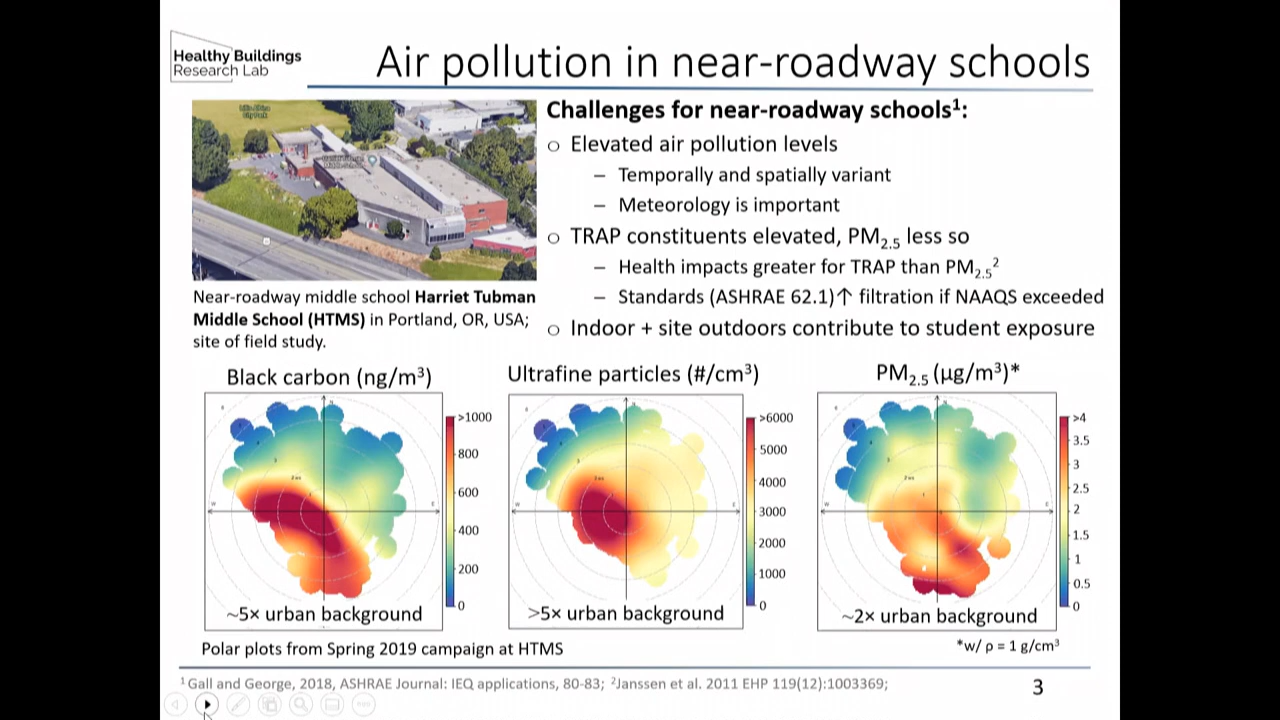 Healthy Buildings
Research Lab
Air pollution in near-roadway schools
Challenges for near-roadway schools¹:
o Elevated air pollution levels
– Temporally and spatially variant
– Meteorology is important
o TRAP constituents elevated, PM₂.₅ less so
– Health impacts greater for TRAP than PM₂.₅²
– Standards (ASHRAE 62.1)↑ filtration if NAAQS exceeded
o Indoor + site outdoors contribute to student exposure
Near-roadway middle school Harriet Tubman
Middle School (HTMS) in Portland, OR, USA;
site of field study.
Black carbon (ng/m³)
>1000
800
600
400
200
0
~5× urban background
Ultrafine particles (#/cm³)
>6000
5000
4000
3000
2000
1000
0
>5× urban background
PM₂.₅ (µg/m³)*
>4
3.5
3
2.5
2
1.5
1
0.5
0
~2× urban background
Polar plots from Spring 2019 campaign at HTMS
*w/ ρ = 1 g/cm³
¹ Gall and George, 2018, ASHRAE Journal: IEQ applications, 80-83; ²Janssen et al. 2011 EHP 119(12):1003369;
3